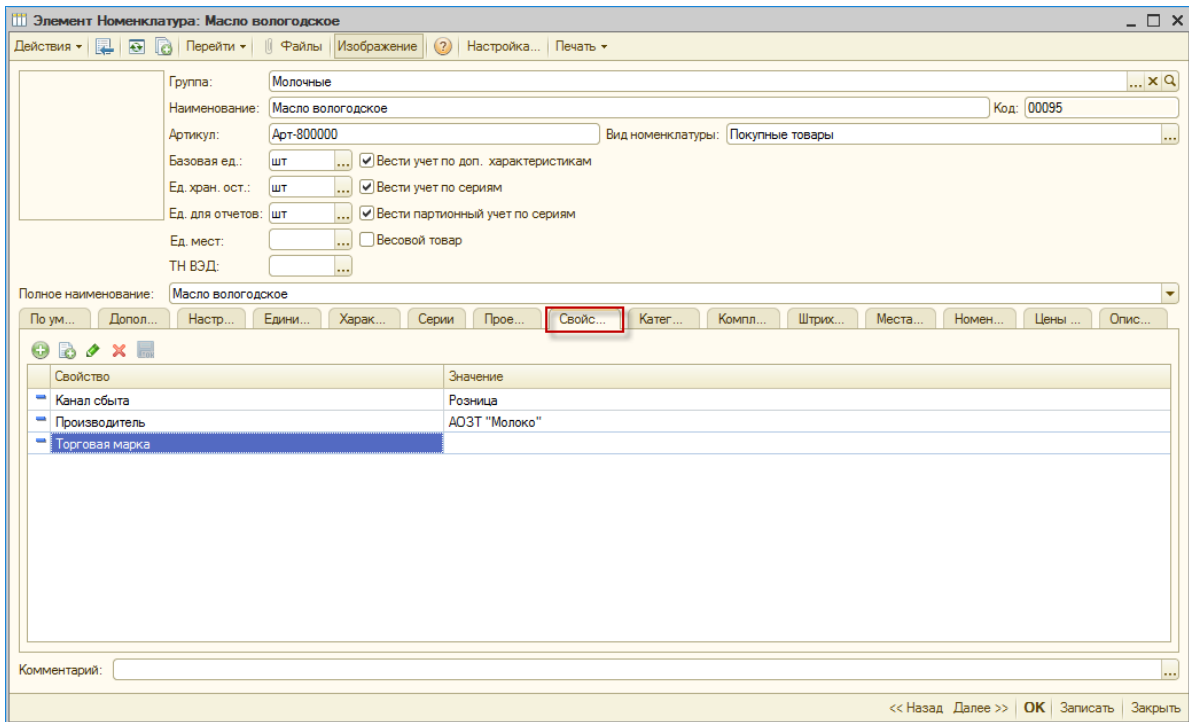 Элемент Номенклатура: Масло вологодское
Действия Перейти Файлы Изображение ? Настройка... Печать
Группа: Молочные ...
Наименование: Масло вологодское Код: 00095
Артикул: Арт-800000 Вид номенклатуры: Покупные товары ...
Базовая ед.: шт ... Вести учет по доп. характеристикам
Ед. хран. ост.: шт ... Вести учет по сериям
Ед. для отчетов: шт ... Вести партионный учет по сериям
Ед. мест: ... Весовой товар
ТН ВЭД: ...
Полное наименование: Масло вологодское
По ум... Допол... Настр... Едини... Харак... Серии Прое... Свойс... Катег... Компл... Штрих... Места... Номен... Цены ... Опис...
Свойство Значение
Канал сбыта Розница
Производитель АОЗТ "Молоко"
Торговая марка
Комментарий: ...
<< Назад Далее >> OK Записать Закрыть